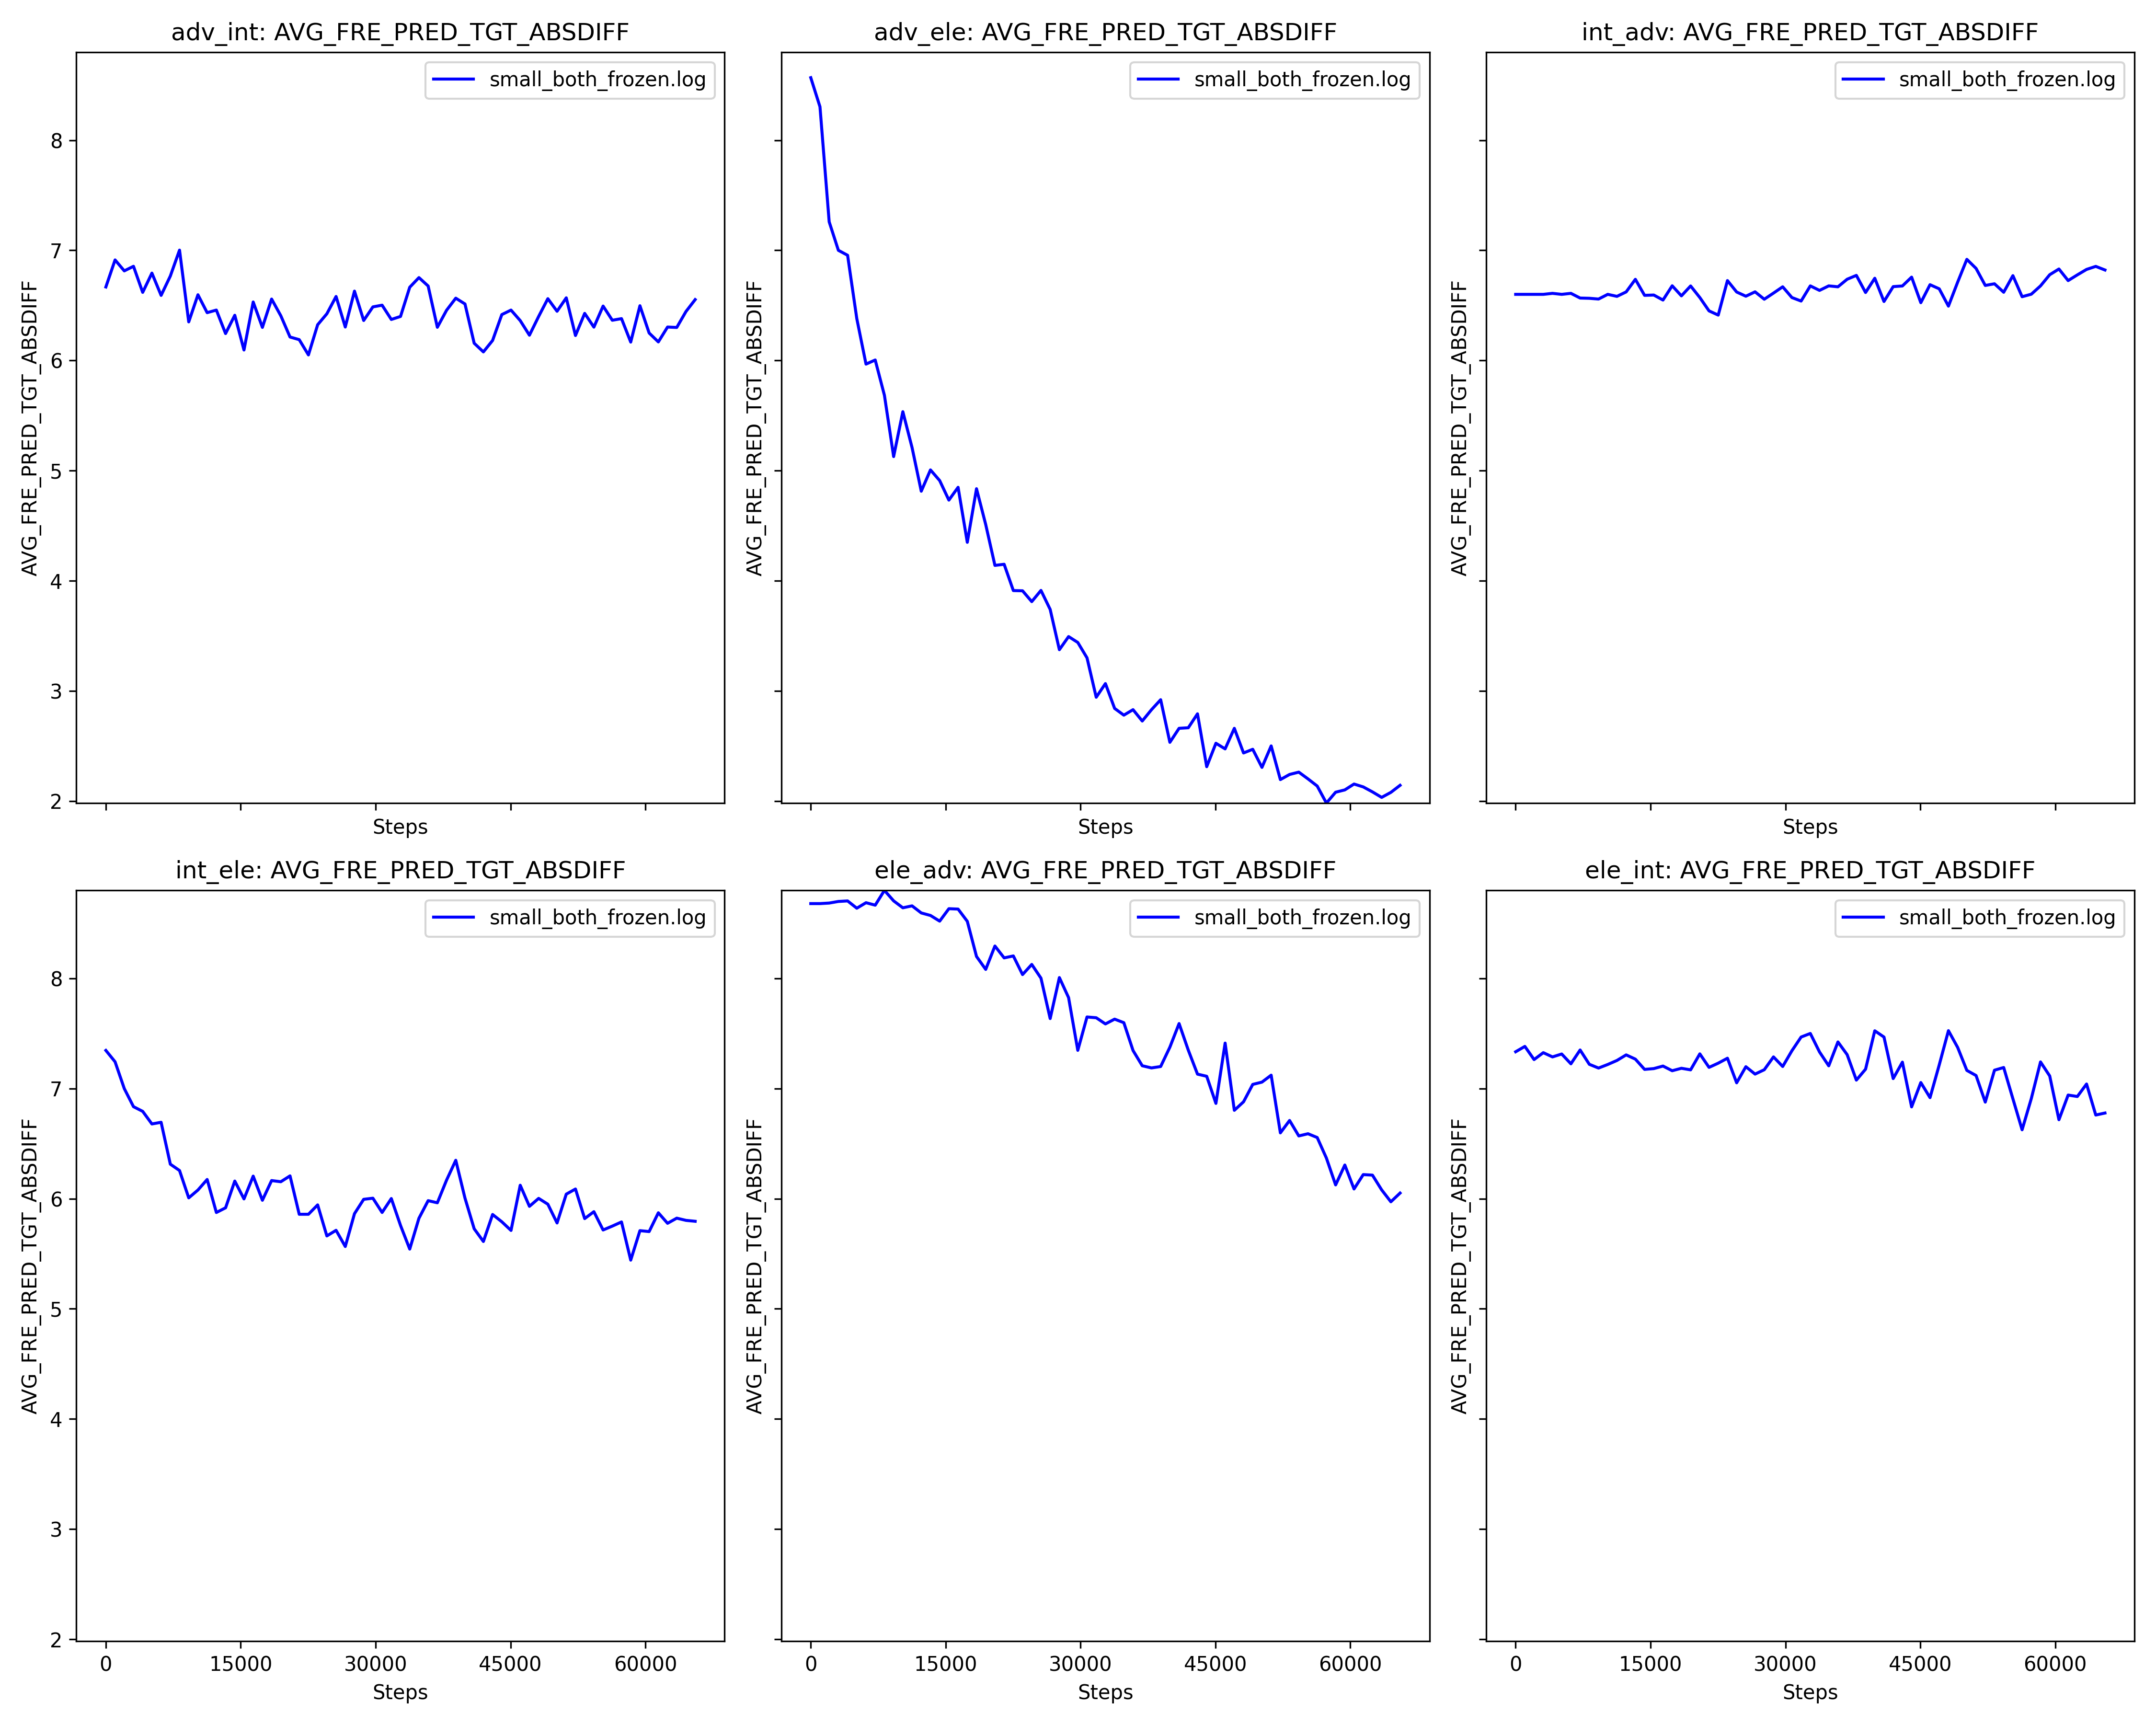 adv_int: AVG_FRE_PRED_TGT_ABSDIFF
small_both_frozen.log
AVG_FRE_PRED_TGT_ABSDIFF
8
7
6
5
4
3
2
Steps
adv_ele: AVG_FRE_PRED_TGT_ABSDIFF
small_both_frozen.log
AVG_FRE_PRED_TGT_ABSDIFF
Steps
int_adv: AVG_FRE_PRED_TGT_ABSDIFF
small_both_frozen.log
AVG_FRE_PRED_TGT_ABSDIFF
Steps
int_ele: AVG_FRE_PRED_TGT_ABSDIFF
small_both_frozen.log
AVG_FRE_PRED_TGT_ABSDIFF
8
7
6
5
4
3
2
0 15000 30000 45000 60000
Steps
ele_adv: AVG_FRE_PRED_TGT_ABSDIFF
small_both_frozen.log
AVG_FRE_PRED_TGT_ABSDIFF
0 15000 30000 45000 60000
Steps
ele_int: AVG_FRE_PRED_TGT_ABSDIFF
small_both_frozen.log
AVG_FRE_PRED_TGT_ABSDIFF
0 15000 30000 45000 60000
Steps